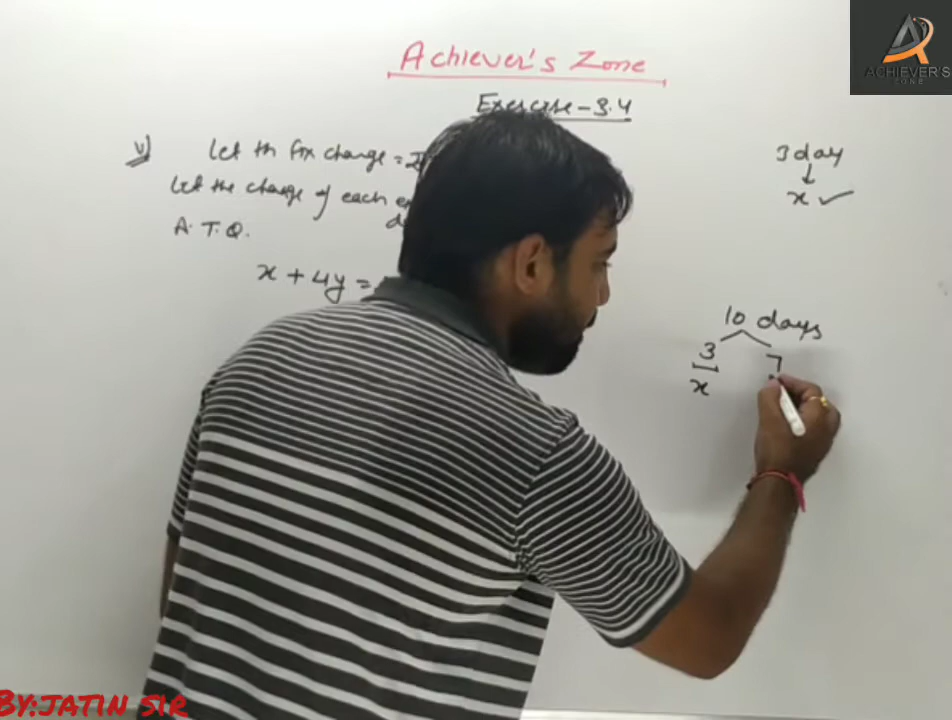 Achiever's Zone
ACHIEVER'S
ZONE
Exercise - 3.4
v) Let th fix charge =
3 day
↓
x ✓
Let the charge of each
A.T.Q.
x + 4y =
10 days
3 7
x
BY:JATIN SIR